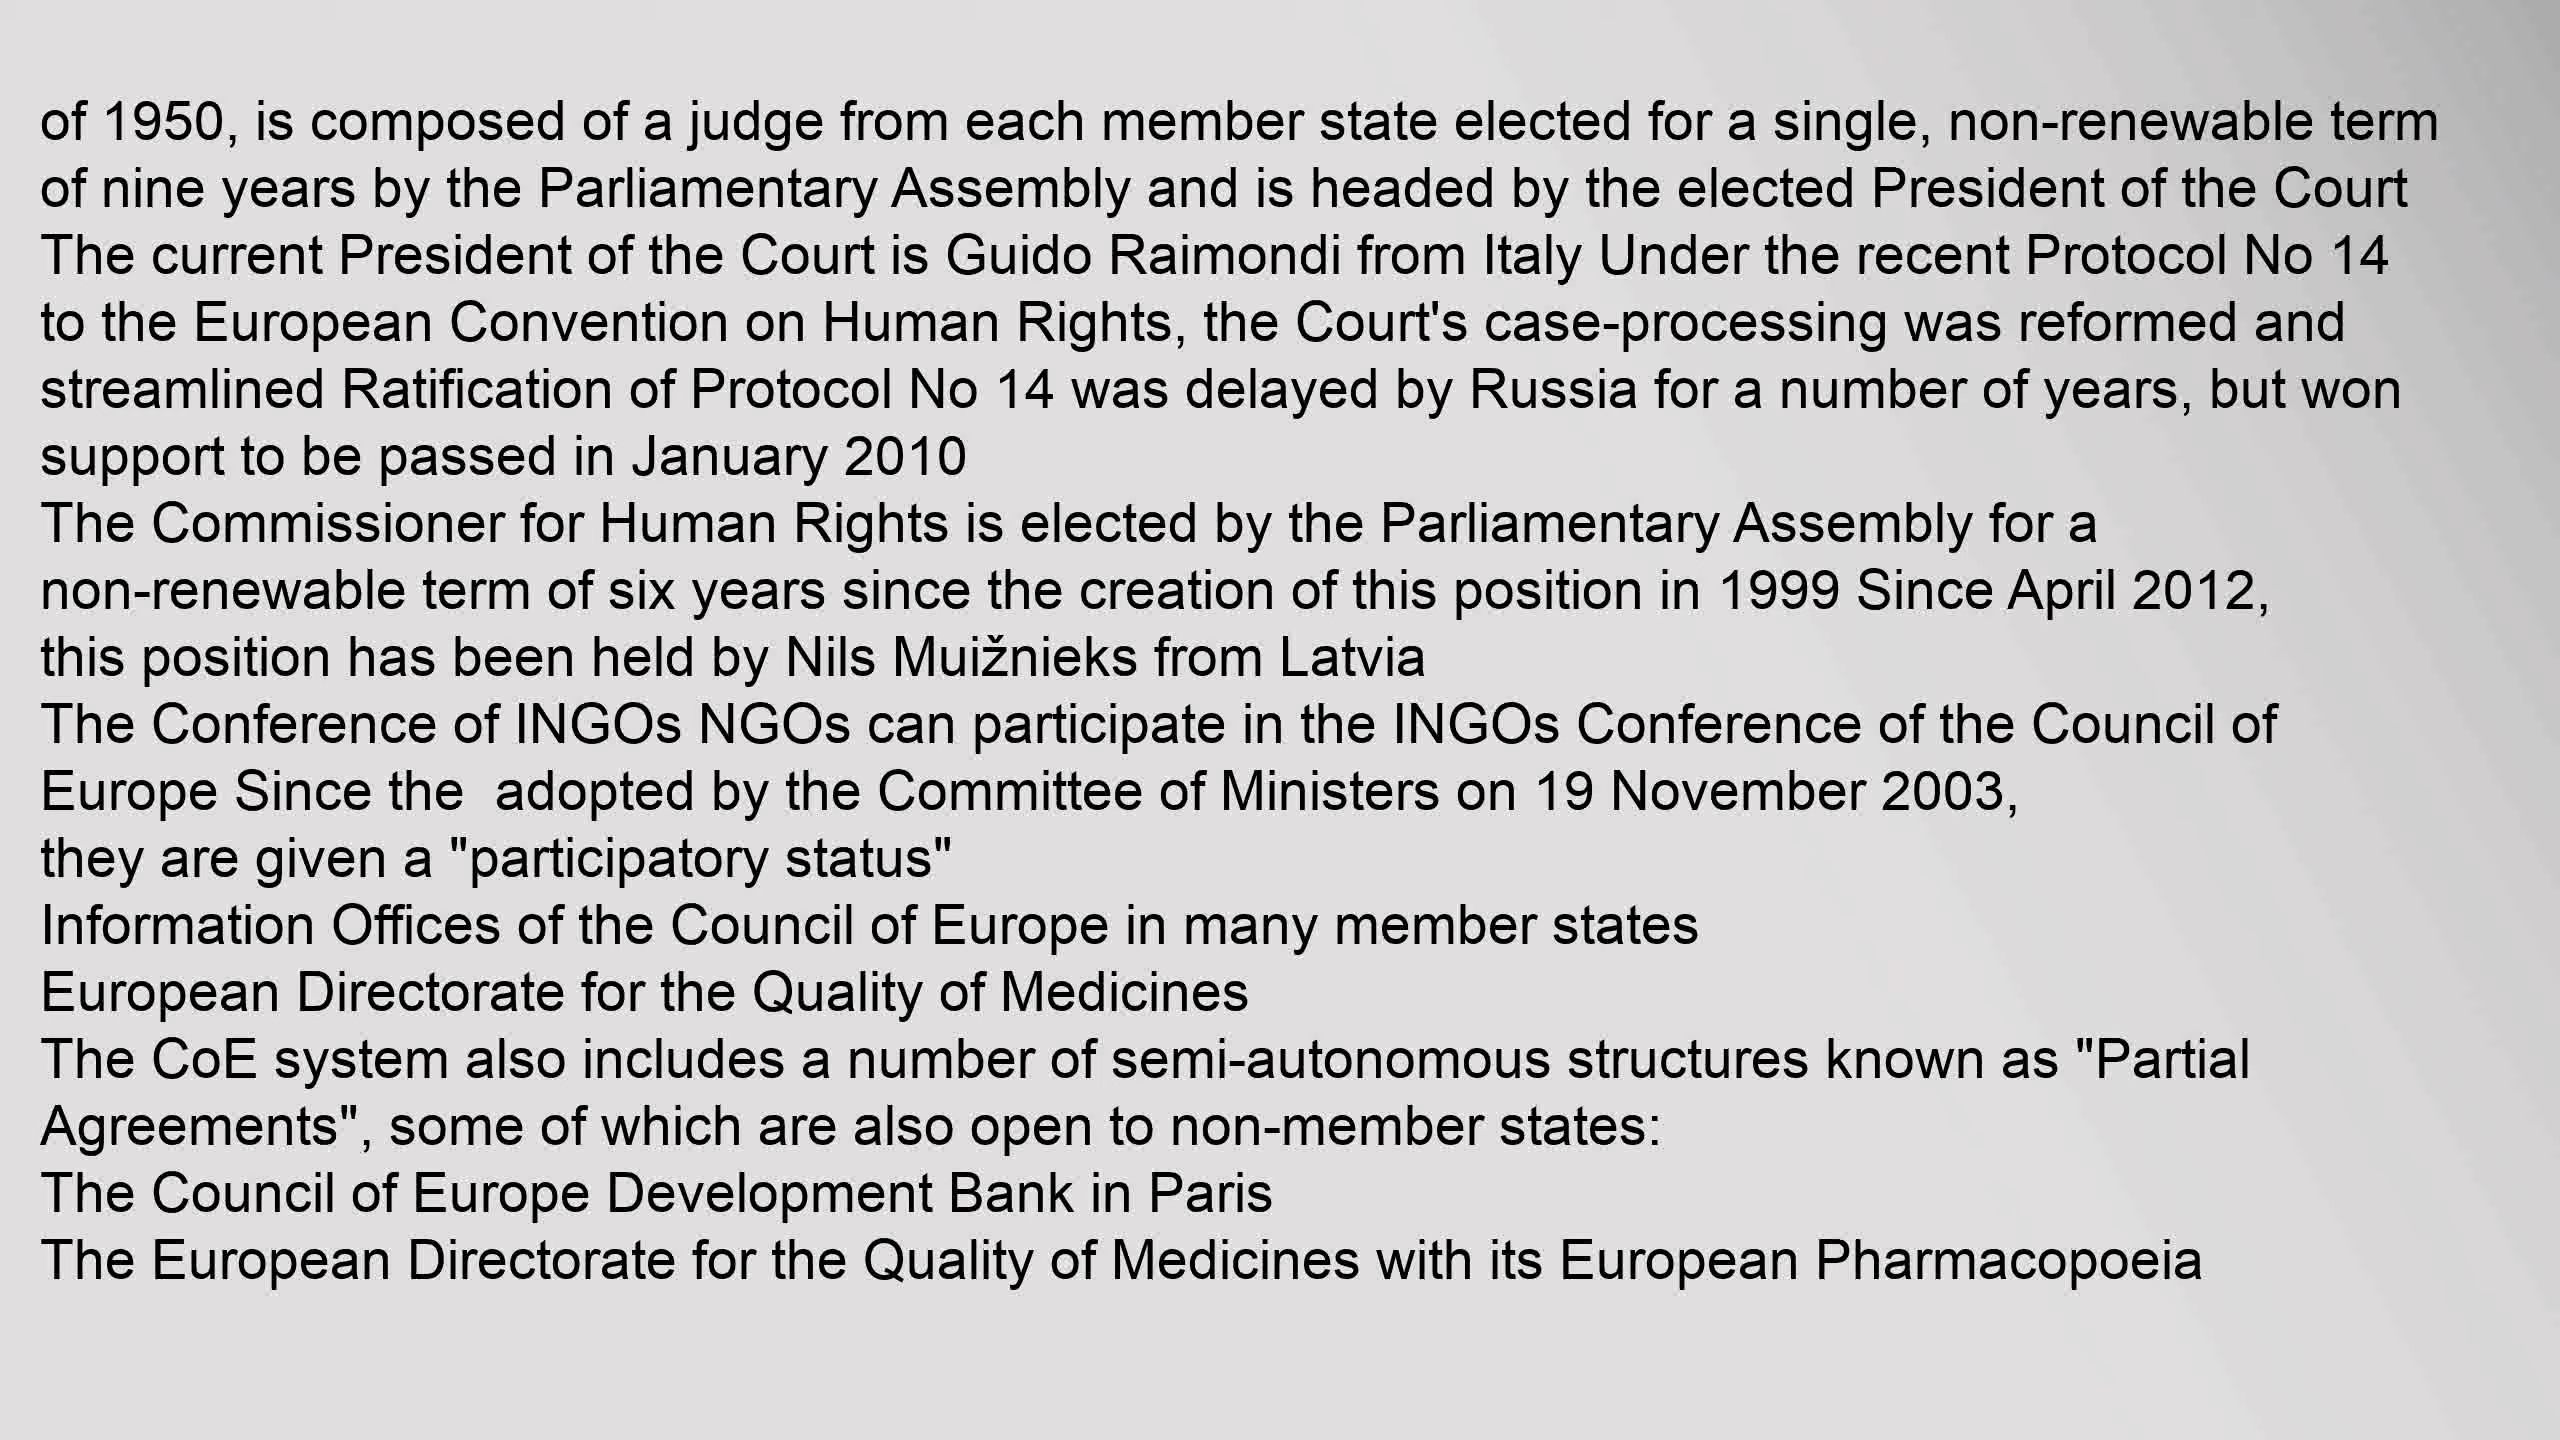 of 1950, is composed of a judge from each member state elected for a single, non-renewable term
of nine years by the Parliamentary Assembly and is headed by the elected President of the Court
The current President of the Court is Guido Raimondi from Italy Under the recent Protocol No 14
to the European Convention on Human Rights, the Court's case-processing was reformed and
streamlined Ratification of Protocol No 14 was delayed by Russia for a number of years, but won
support to be passed in January 2010
The Commissioner for Human Rights is elected by the Parliamentary Assembly for a
non-renewable term of six years since the creation of this position in 1999 Since April 2012,
this position has been held by Nils Muižnieks from Latvia
The Conference of INGOs NGOs can participate in the INGOs Conference of the Council of
Europe Since the  adopted by the Committee of Ministers on 19 November 2003,
they are given a "participatory status"
Information Offices of the Council of Europe in many member states
European Directorate for the Quality of Medicines
The CoE system also includes a number of semi-autonomous structures known as "Partial
Agreements", some of which are also open to non-member states:
The Council of Europe Development Bank in Paris
The European Directorate for the Quality of Medicines with its European Pharmacopoeia